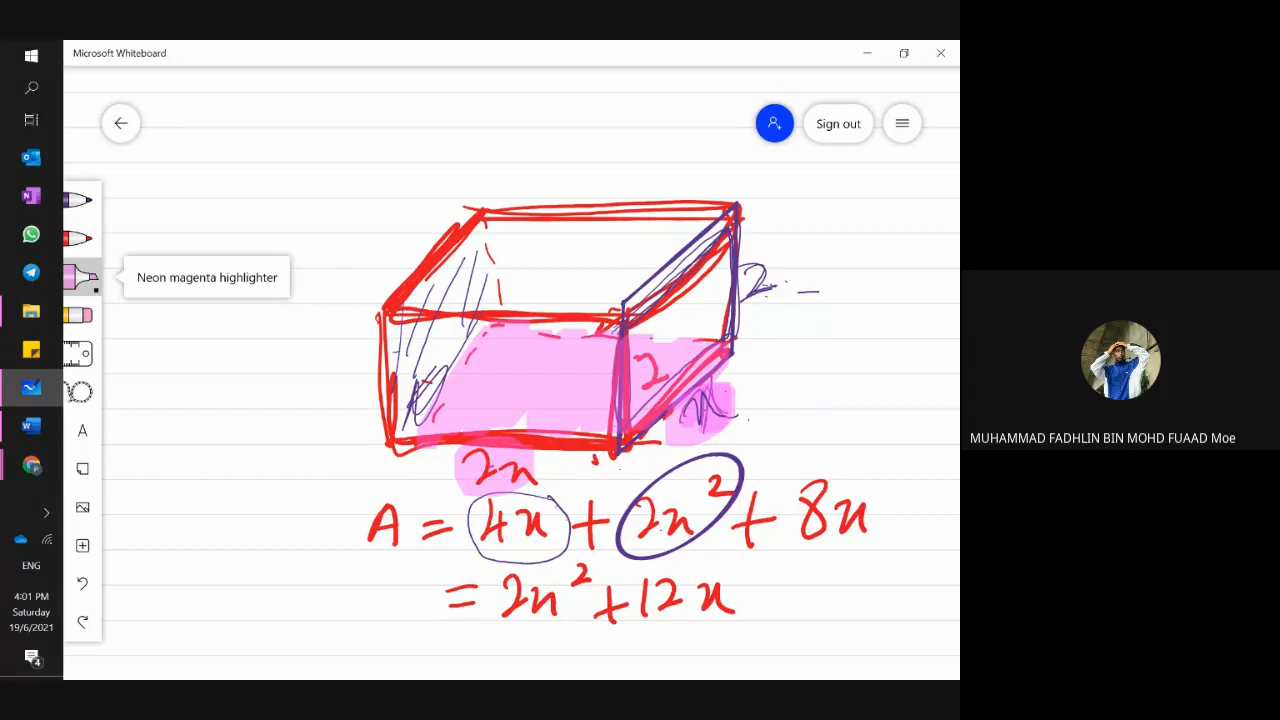 Microsoft Whiteboard
Sign out
Neon magenta highlighter
2
2
x
2x
A = 4x + 2x² + 8x
= 2x² + 12x
A
ENG
4:01 PM
Saturday
19/6/2021
4
MUHAMMAD FADHLIN BIN MOHD FUAAD Moe